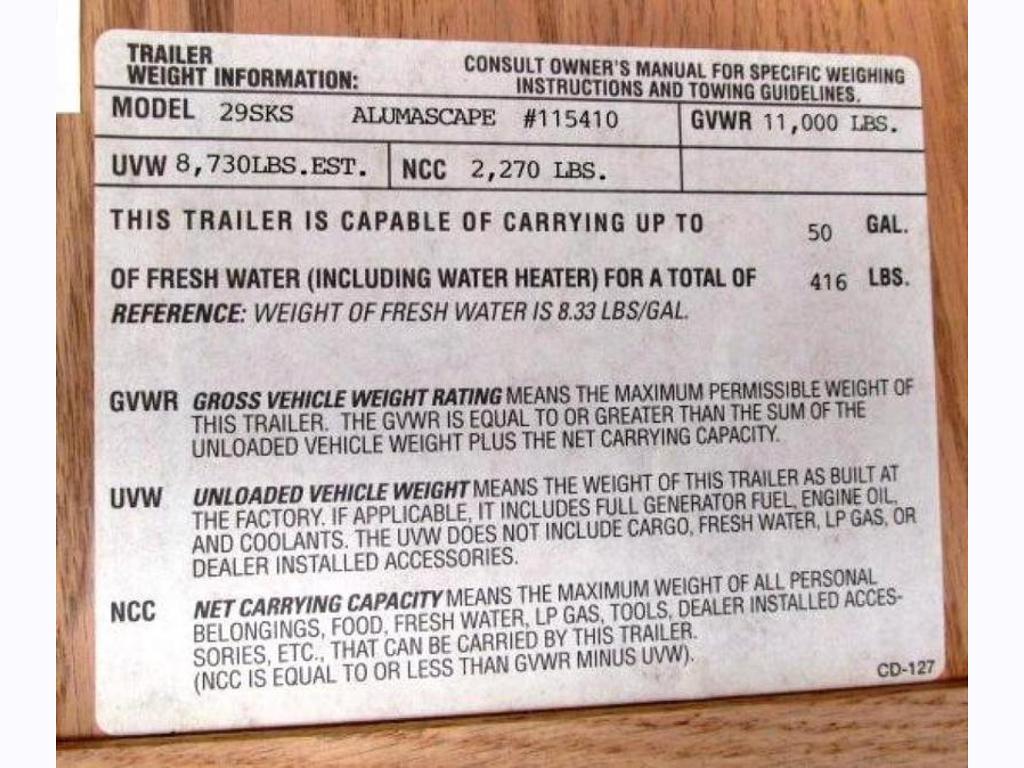 TRAILER
WEIGHT INFORMATION:
CONSULT OWNER'S MANUAL FOR SPECIFIC WEIGHING
INSTRUCTIONS AND TOWING GUIDELINES.
MODEL 29SKS ALUMASCAPE #115410 GVWR 11,000 LBS.
UVW 8,730LBS.EST. NCC 2,270 LBS.
THIS TRAILER IS CAPABLE OF CARRYING UP TO 50 GAL.
OF FRESH WATER (INCLUDING WATER HEATER) FOR A TOTAL OF 416 LBS.
REFERENCE: WEIGHT OF FRESH WATER IS 8.33 LBS/GAL.
GVWR GROSS VEHICLE WEIGHT RATING MEANS THE MAXIMUM PERMISSIBLE WEIGHT OF
THIS TRAILER. THE GVWR IS EQUAL TO OR GREATER THAN THE SUM OF THE
UNLOADED VEHICLE WEIGHT PLUS THE NET CARRYING CAPACITY.
UVW UNLOADED VEHICLE WEIGHT MEANS THE WEIGHT OF THIS TRAILER AS BUILT AT
THE FACTORY. IF APPLICABLE, IT INCLUDES FULL GENERATOR FUEL, ENGINE OIL,
AND COOLANTS. THE UVW DOES NOT INCLUDE CARGO, FRESH WATER, LP GAS, OR
DEALER INSTALLED ACCESSORIES.
NCC NET CARRYING CAPACITY MEANS THE MAXIMUM WEIGHT OF ALL PERSONAL
BELONGINGS, FOOD, FRESH WATER, LP GAS, TOOLS, DEALER INSTALLED ACCES-
SORIES, ETC., THAT CAN BE CARRIED BY THIS TRAILER.
(NCC IS EQUAL TO OR LESS THAN GVWR MINUS UVW).
CD-127